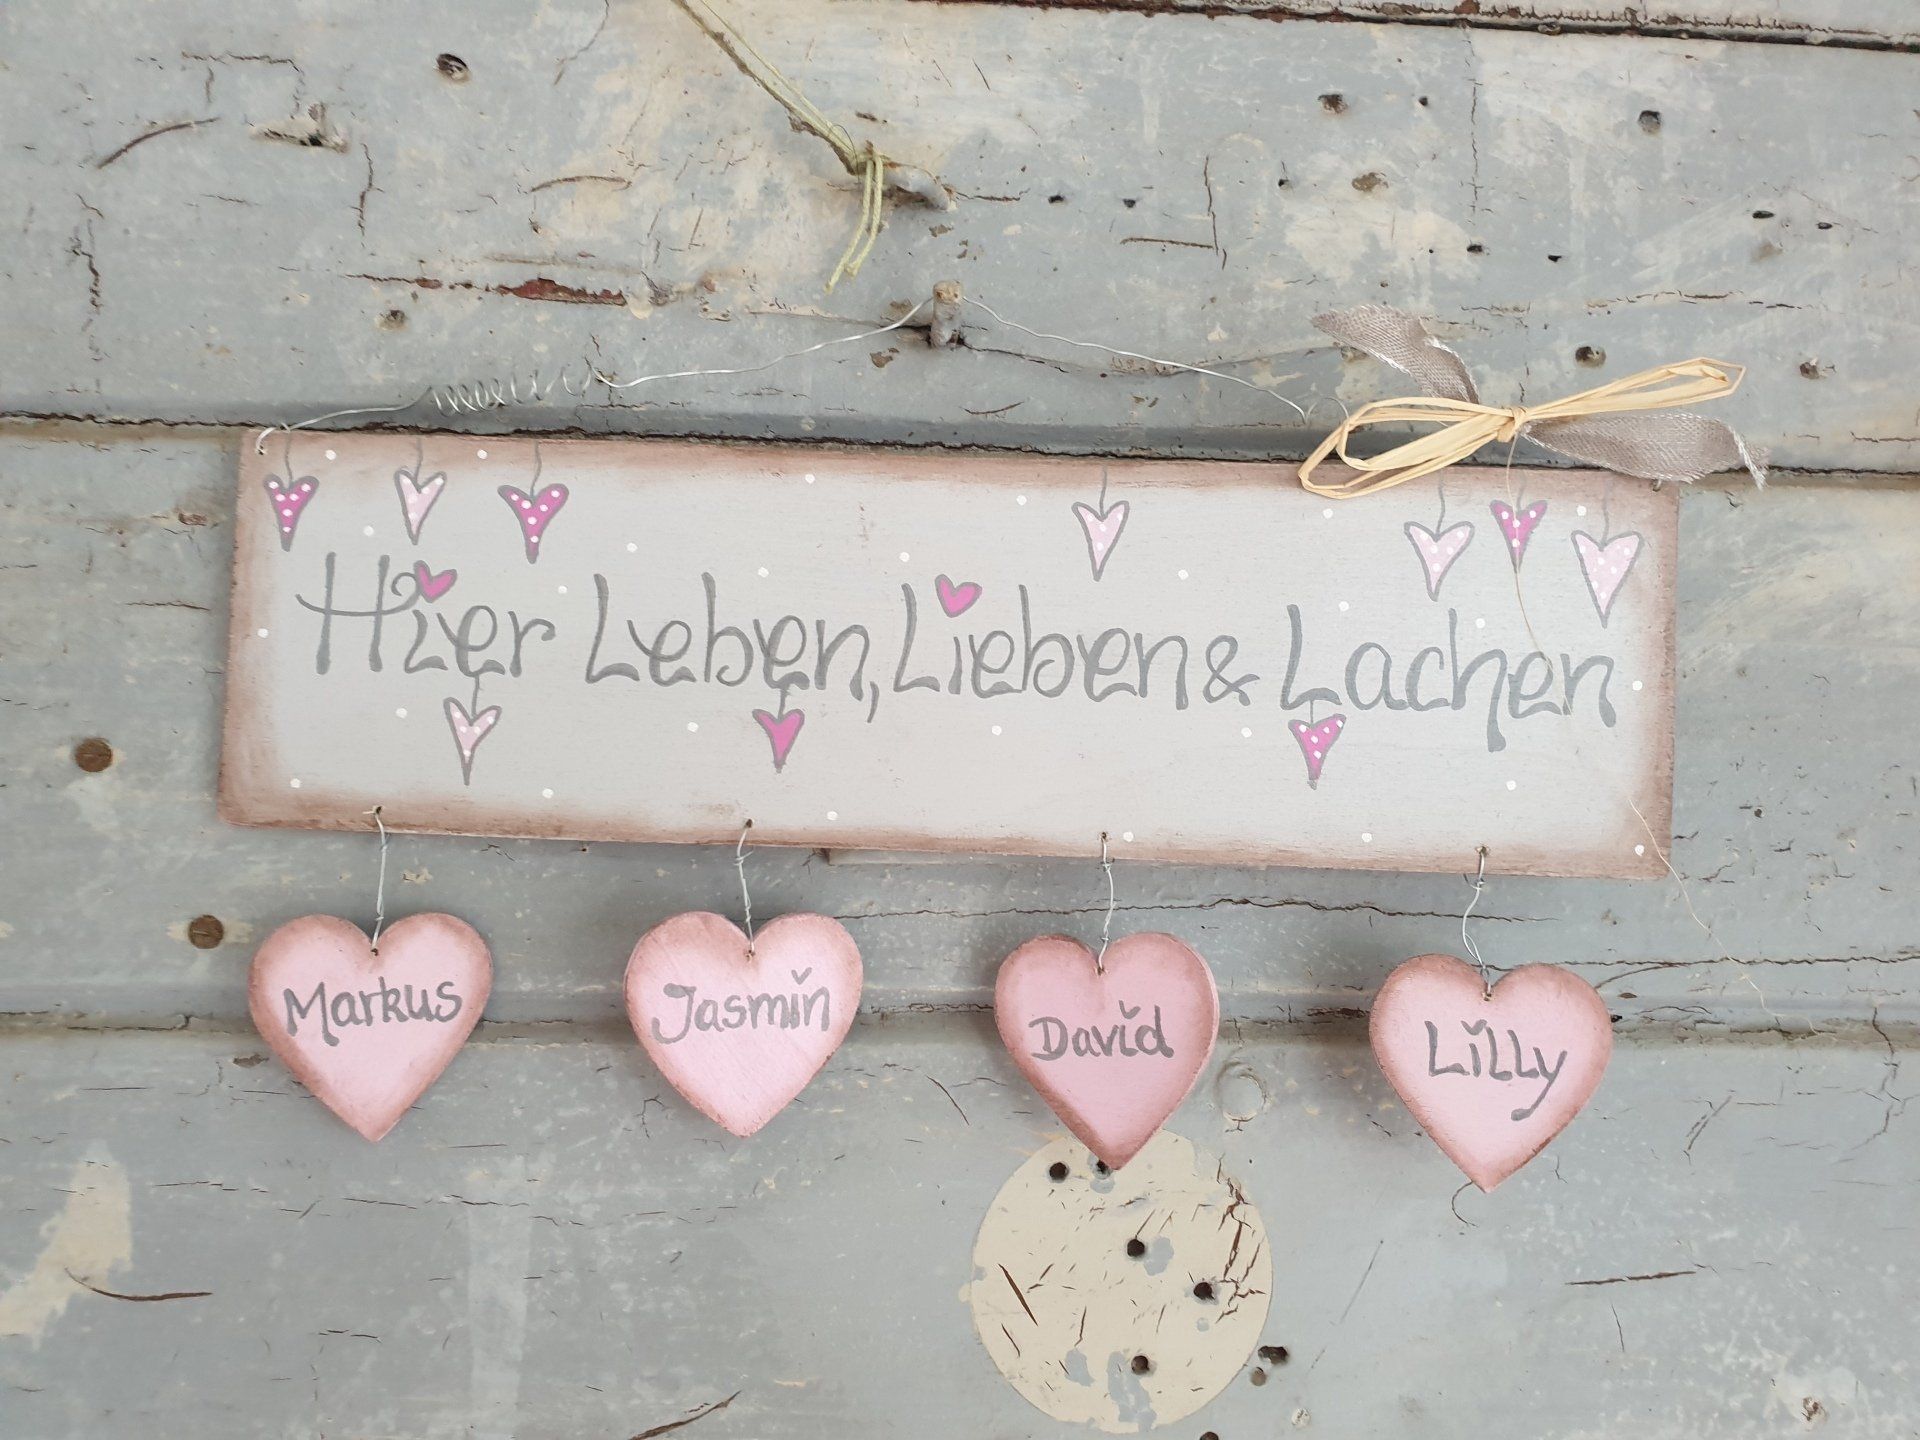 Hier Leben, Lieben & Lachen
Markus
Jasmin
David
Lilly